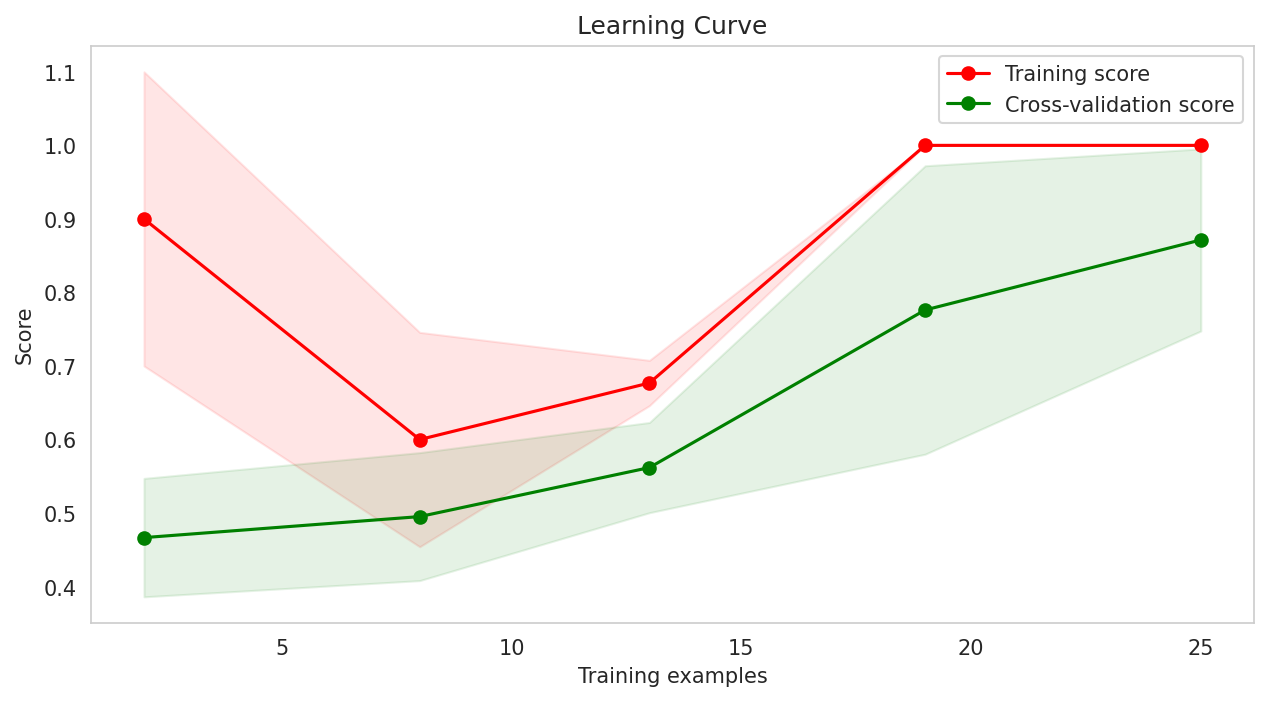 Learning Curve
1.1
1.0
0.9
0.8
0.7
0.6
0.5
0.4
Score
Training score
Cross-validation score
5 10 15 20 25
Training examples